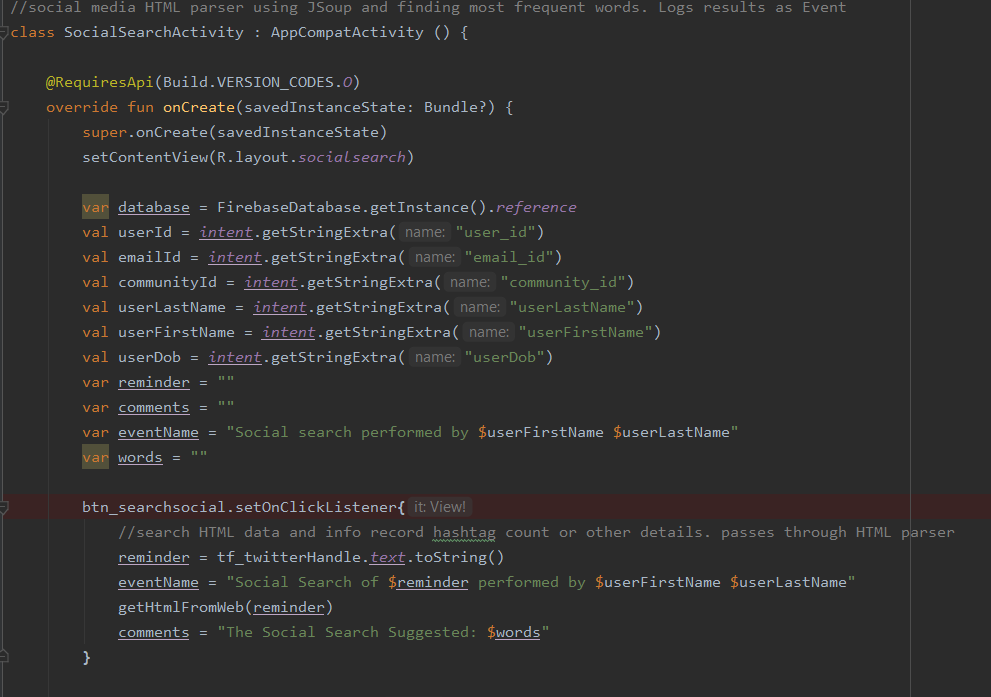 //social media HTML parser using JSoup and finding most frequent words. Logs results as Event
class SocialSearchActivity : AppCompatActivity () {
@RequiresApi(Build.VERSION_CODES.O)
override fun onCreate(savedInstanceState: Bundle?) {
super.onCreate(savedInstanceState)
setContentView(R.layout.socialsearch)
var database = FirebaseDatabase.getInstance().reference
val userId = intent.getStringExtra( name: "user_id")
val emailId = intent.getStringExtra( name: "email_id")
val communityId = intent.getStringExtra( name: "community_id")
val userLastName = intent.getStringExtra( name: "userLastName")
val userFirstName = intent.getStringExtra( name: "userFirstName")
val userDob = intent.getStringExtra( name: "userDob")
var reminder = ""
var comments = ""
var eventName = "Social search performed by $userFirstName $userLastName"
var words = ""
btn_searchsocial.setOnClickListener{ it: View!
//search HTML data and info record hashtag count or other details. passes through HTML parser
reminder = tf_twitterHandle.text.toString()
eventName = "Social Search of $reminder performed by $userFirstName $userLastName"
getHtmlFromWeb(reminder)
comments = "The Social Search Suggested: $words"
}